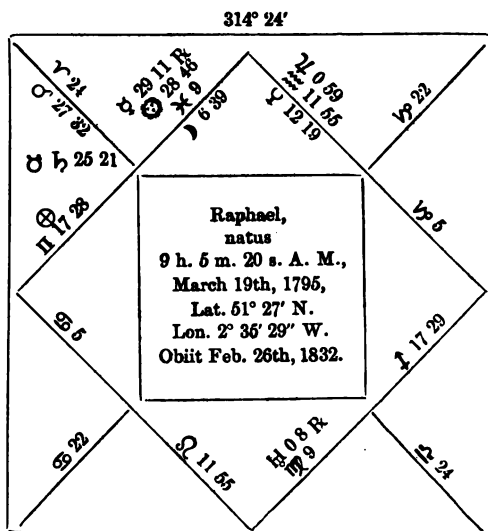 314° 24′
♈ 24
♂ 27 22
☿ 29 11 ℞
☉ 28 46
♓ 9
☽ 6 39
♃ 0 59
♒ 11 55
♀ 12 19
♑ 22
♉ ♄ 25 21
⊗ 17 28
♊
♑ 5
Raphael,
natus
9 h. 5 m. 20 s. A. M.,
March 19th, 1795,
Lat. 51° 27′ N.
Lon. 2° 35′ 29″ W.
Obiit Feb. 26th, 1832.
♋ 5
♐ 17 29
♋ 22
♌ 11 55
♅ 0 8 ℞
♍ 9
♎ 24